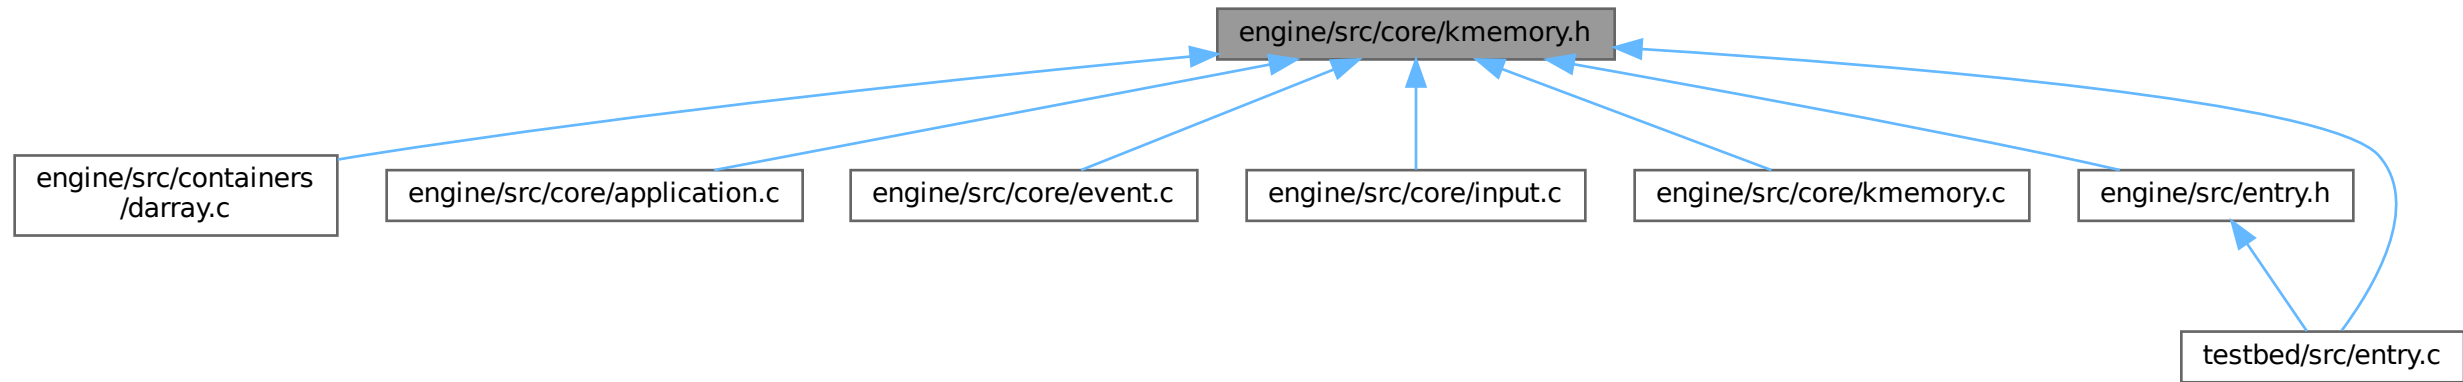 engine/src/core/kmemory.h
engine/src/containers
/darray.c
engine/src/core/application.c
engine/src/core/event.c
engine/src/core/input.c
engine/src/core/kmemory.c
engine/src/entry.h
testbed/src/entry.c